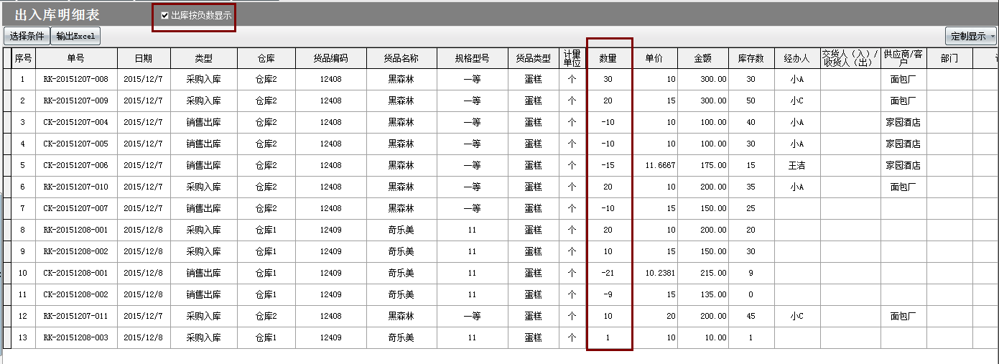 出入库明细表 出库按负数显示
选择条件 输出Excel 定制显示
序号 单号 日期 类型 仓库 货品编码 货品名称 规格型号 货品类型 计量单位 数量 单价 金额 库存数 经办人 交货人（入）/收货人（出） 供应商/客户 部门
1 RK-20151207-008 2015/12/7 采购入库 仓库2 12408 黑森林 一等 蛋糕 个 30 10 300.00 30 小A 面包厂
2 RK-20151207-009 2015/12/7 采购入库 仓库2 12408 黑森林 一等 蛋糕 个 20 15 300.00 50 小C 面包厂
3 CK-20151207-004 2015/12/7 销售出库 仓库2 12408 黑森林 一等 蛋糕 个 -10 10 100.00 40 小A 家园酒店
4 CK-20151207-005 2015/12/7 销售出库 仓库2 12408 黑森林 一等 蛋糕 个 -10 10 100.00 30 小A 家园酒店
5 CK-20151207-006 2015/12/7 销售出库 仓库2 12408 黑森林 一等 蛋糕 个 -15 11.6667 175.00 15 王洁 家园酒店
6 RK-20151207-010 2015/12/7 采购入库 仓库2 12408 黑森林 一等 蛋糕 个 20 10 200.00 35 小A 面包厂
7 CK-20151207-007 2015/12/7 销售出库 仓库2 12408 黑森林 一等 蛋糕 个 -10 15 150.00 25
8 RK-20151208-001 2015/12/8 采购入库 仓库1 12409 奇乐美 11 蛋糕 个 20 10 200.00 20
9 RK-20151208-002 2015/12/8 采购入库 仓库1 12409 奇乐美 11 蛋糕 个 10 15 150.00 30
10 CK-20151208-001 2015/12/8 销售出库 仓库1 12409 奇乐美 11 蛋糕 个 -21 10.2381 215.00 9
11 CK-20151208-002 2015/12/8 销售出库 仓库1 12409 奇乐美 11 蛋糕 个 -9 15 135.00 0
12 RK-20151207-011 2015/12/7 采购入库 仓库2 12408 黑森林 一等 蛋糕 个 10 20 200.00 45 小C 面包厂
13 RK-20151208-003 2015/12/8 采购入库 仓库1 12409 奇乐美 11 蛋糕 个 1 10 10.00 1